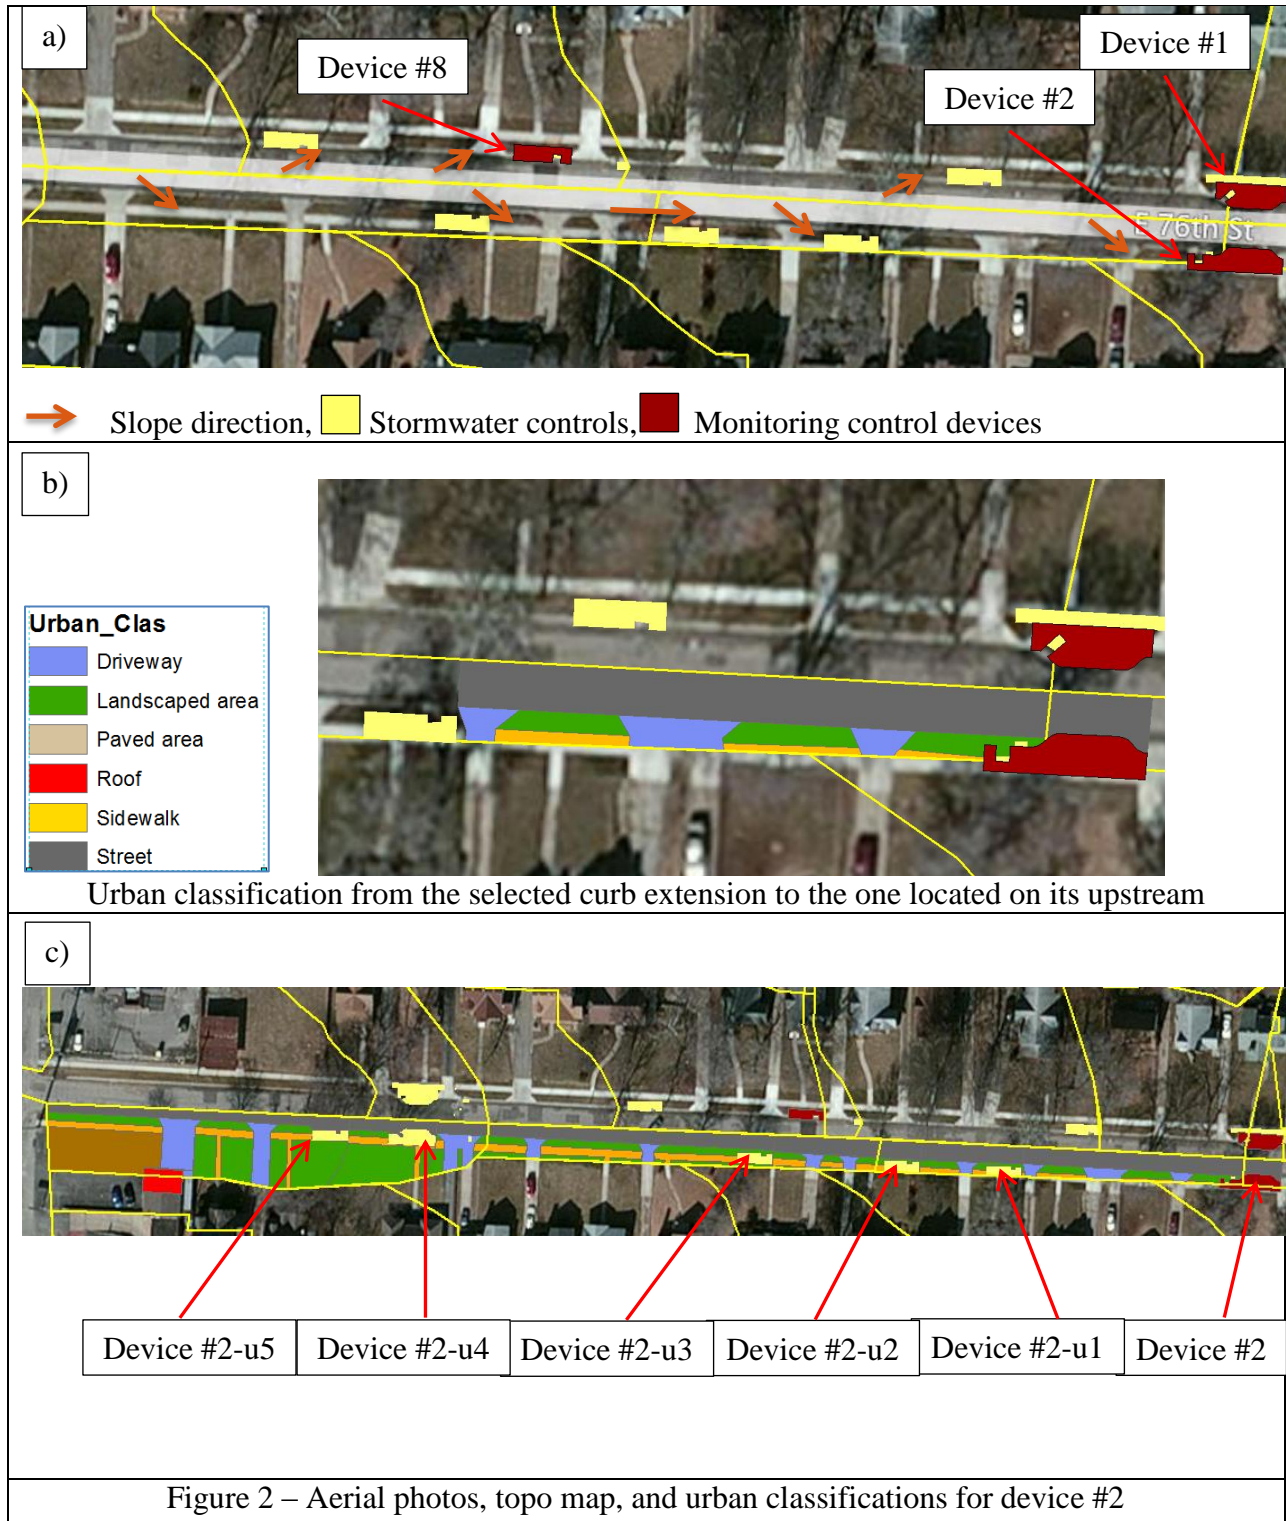 a)
Device #8
Device #1
Device #2
E 76th St
Slope direction, Stormwater controls, Monitoring control devices
b)
Urban_Clas
Driveway
Landscaped area
Paved area
Roof
Sidewalk
Street
Urban classification from the selected curb extension to the one located on its upstream
c)
Device #2-u5
Device #2-u4
Device #2-u3
Device #2-u2
Device #2-u1
Device #2
Figure 2 – Aerial photos, topo map, and urban classifications for device #2